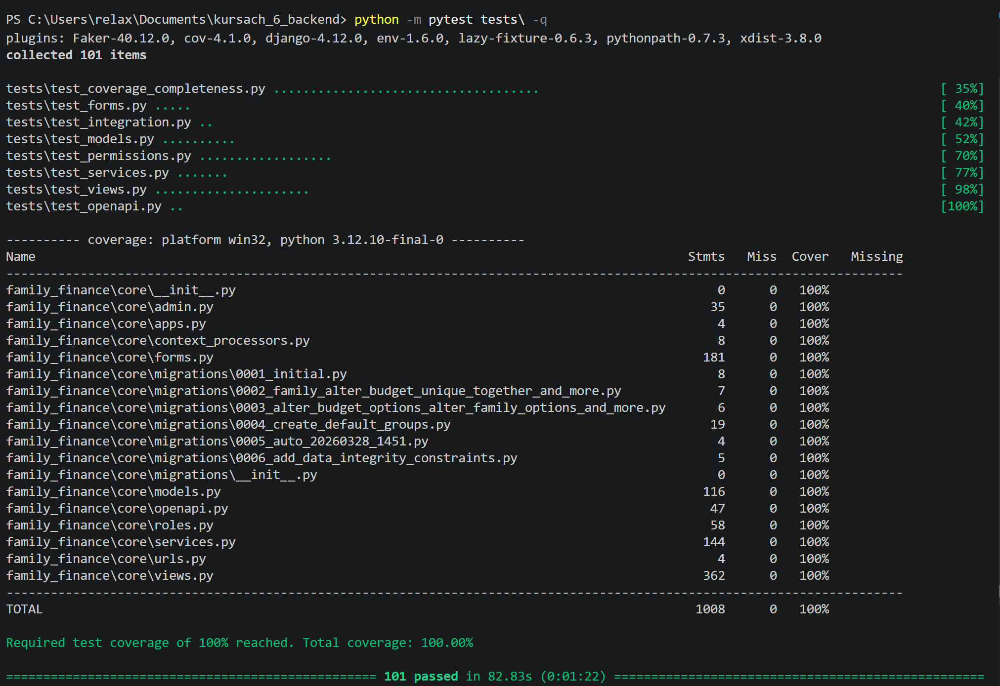 PS C:\Users\relax\Documents\kursach_6_backend> python -m pytest tests\ -q
plugins: Faker-40.12.0, cov-4.1.0, django-4.12.0, env-1.6.0, lazy-fixture-0.6.3, pythonpath-0.7.3, xdist-3.8.0
collected 101 items
tests\test_coverage_completeness.py .................................... [ 35%]
tests\test_forms.py ..... [ 40%]
tests\test_integration.py .. [ 42%]
tests\test_models.py .......... [ 52%]
tests\test_permissions.py .................. [ 70%]
tests\test_services.py ....... [ 77%]
tests\test_views.py ..................... [ 98%]
tests\test_openapi.py .. [100%]
---------- coverage: platform win32, python 3.12.10-final-0 ----------
Name Stmts Miss Cover Missing
-------------------------------------------------------------------------------------------------------------------------
family_finance\core\__init__.py 0 0 100%
family_finance\core\admin.py 35 0 100%
family_finance\core\apps.py 4 0 100%
family_finance\core\context_processors.py 8 0 100%
family_finance\core\forms.py 181 0 100%
family_finance\core\migrations\0001_initial.py 8 0 100%
family_finance\core\migrations\0002_family_alter_budget_unique_together_and_more.py 7 0 100%
family_finance\core\migrations\0003_alter_budget_options_alter_family_options_and_more.py 6 0 100%
family_finance\core\migrations\0004_create_default_groups.py 19 0 100%
family_finance\core\migrations\0005_auto_20260328_1451.py 4 0 100%
family_finance\core\migrations\0006_add_data_integrity_constraints.py 5 0 100%
family_finance\core\migrations\__init__.py 0 0 100%
family_finance\core\models.py 116 0 100%
family_finance\core\openapi.py 47 0 100%
family_finance\core\roles.py 58 0 100%
family_finance\core\services.py 144 0 100%
family_finance\core\urls.py 4 0 100%
family_finance\core\views.py 362 0 100%
-------------------------------------------------------------------------------------------------------------------------
TOTAL 1008 0 100%
Required test coverage of 100% reached. Total coverage: 100.00%
================================================== 101 passed in 82.83s (0:01:22) ==================================================